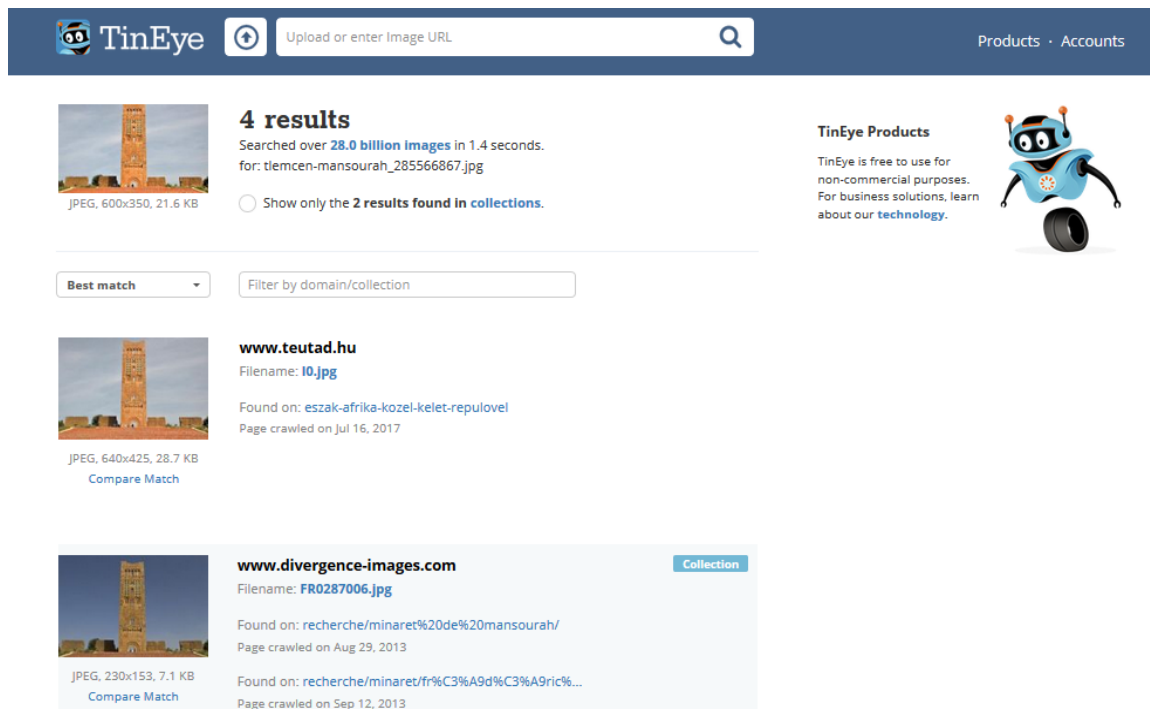 TinEye
Upload or enter Image URL
Products · Accounts
4 results
Searched over 28.0 billion images in 1.4 seconds.
for: tlemcen-mansourah_285566867.jpg
JPEG, 600x350, 21.6 KB
Show only the 2 results found in collections.
TinEye Products
TinEye is free to use for
non-commercial purposes.
For business solutions, learn
about our technology.
Best match
Filter by domain/collection
www.teutad.hu
Filename: l0.jpg
Found on: eszak-afrika-kozel-kelet-repulovel
Page crawled on Jul 16, 2017
JPEG, 640x425, 28.7 KB
Compare Match
www.divergence-images.com
Collection
Filename: FR0287006.jpg
Found on: recherche/minaret%20de%20mansourah/
Page crawled on Aug 29, 2013
JPEG, 230x153, 7.1 KB
Compare Match
Found on: recherche/minaret/fr%C3%A9d%C3%A9ric%...
Page crawled on Sep 12, 2013